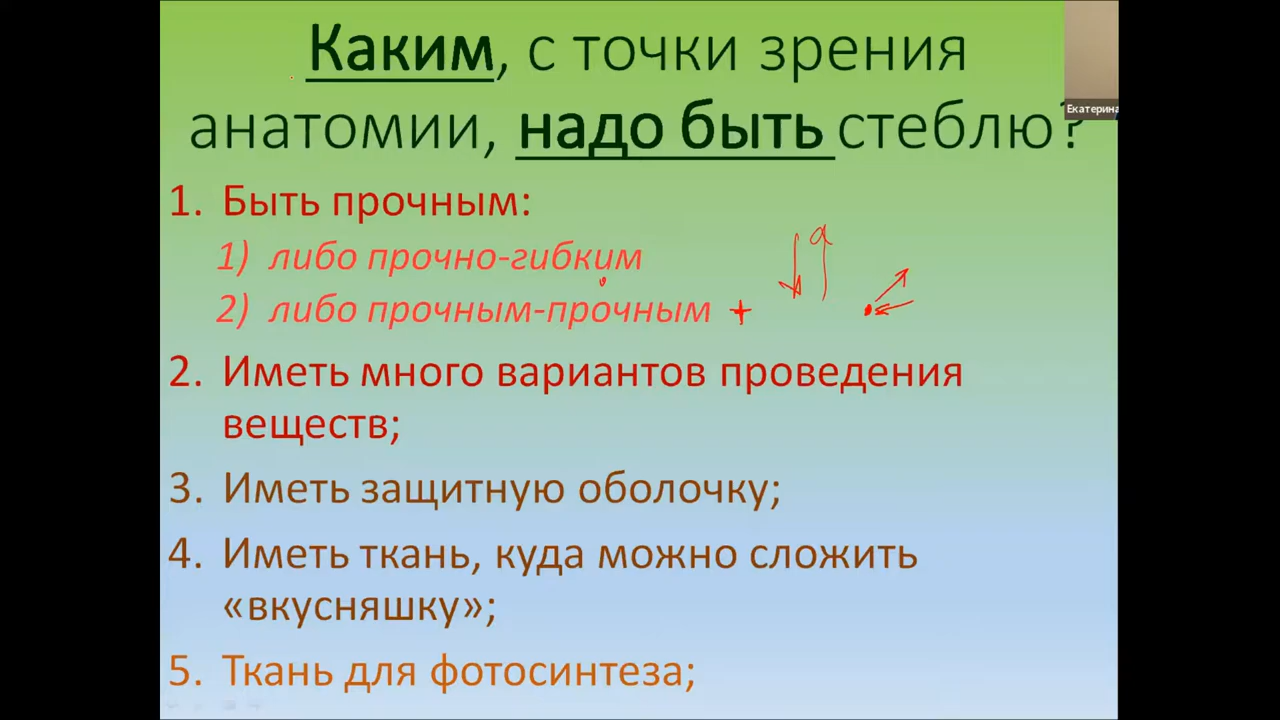 Каким, с точки зрения
анатомии, надо быть стеблю?
Екатерина
1. Быть прочным:
1) либо прочно-гибким
2) либо прочным-прочным +
2. Иметь много вариантов проведения
веществ;
3. Иметь защитную оболочку;
4. Иметь ткань, куда можно сложить
«вкусняшку»;
5. Ткань для фотосинтеза;